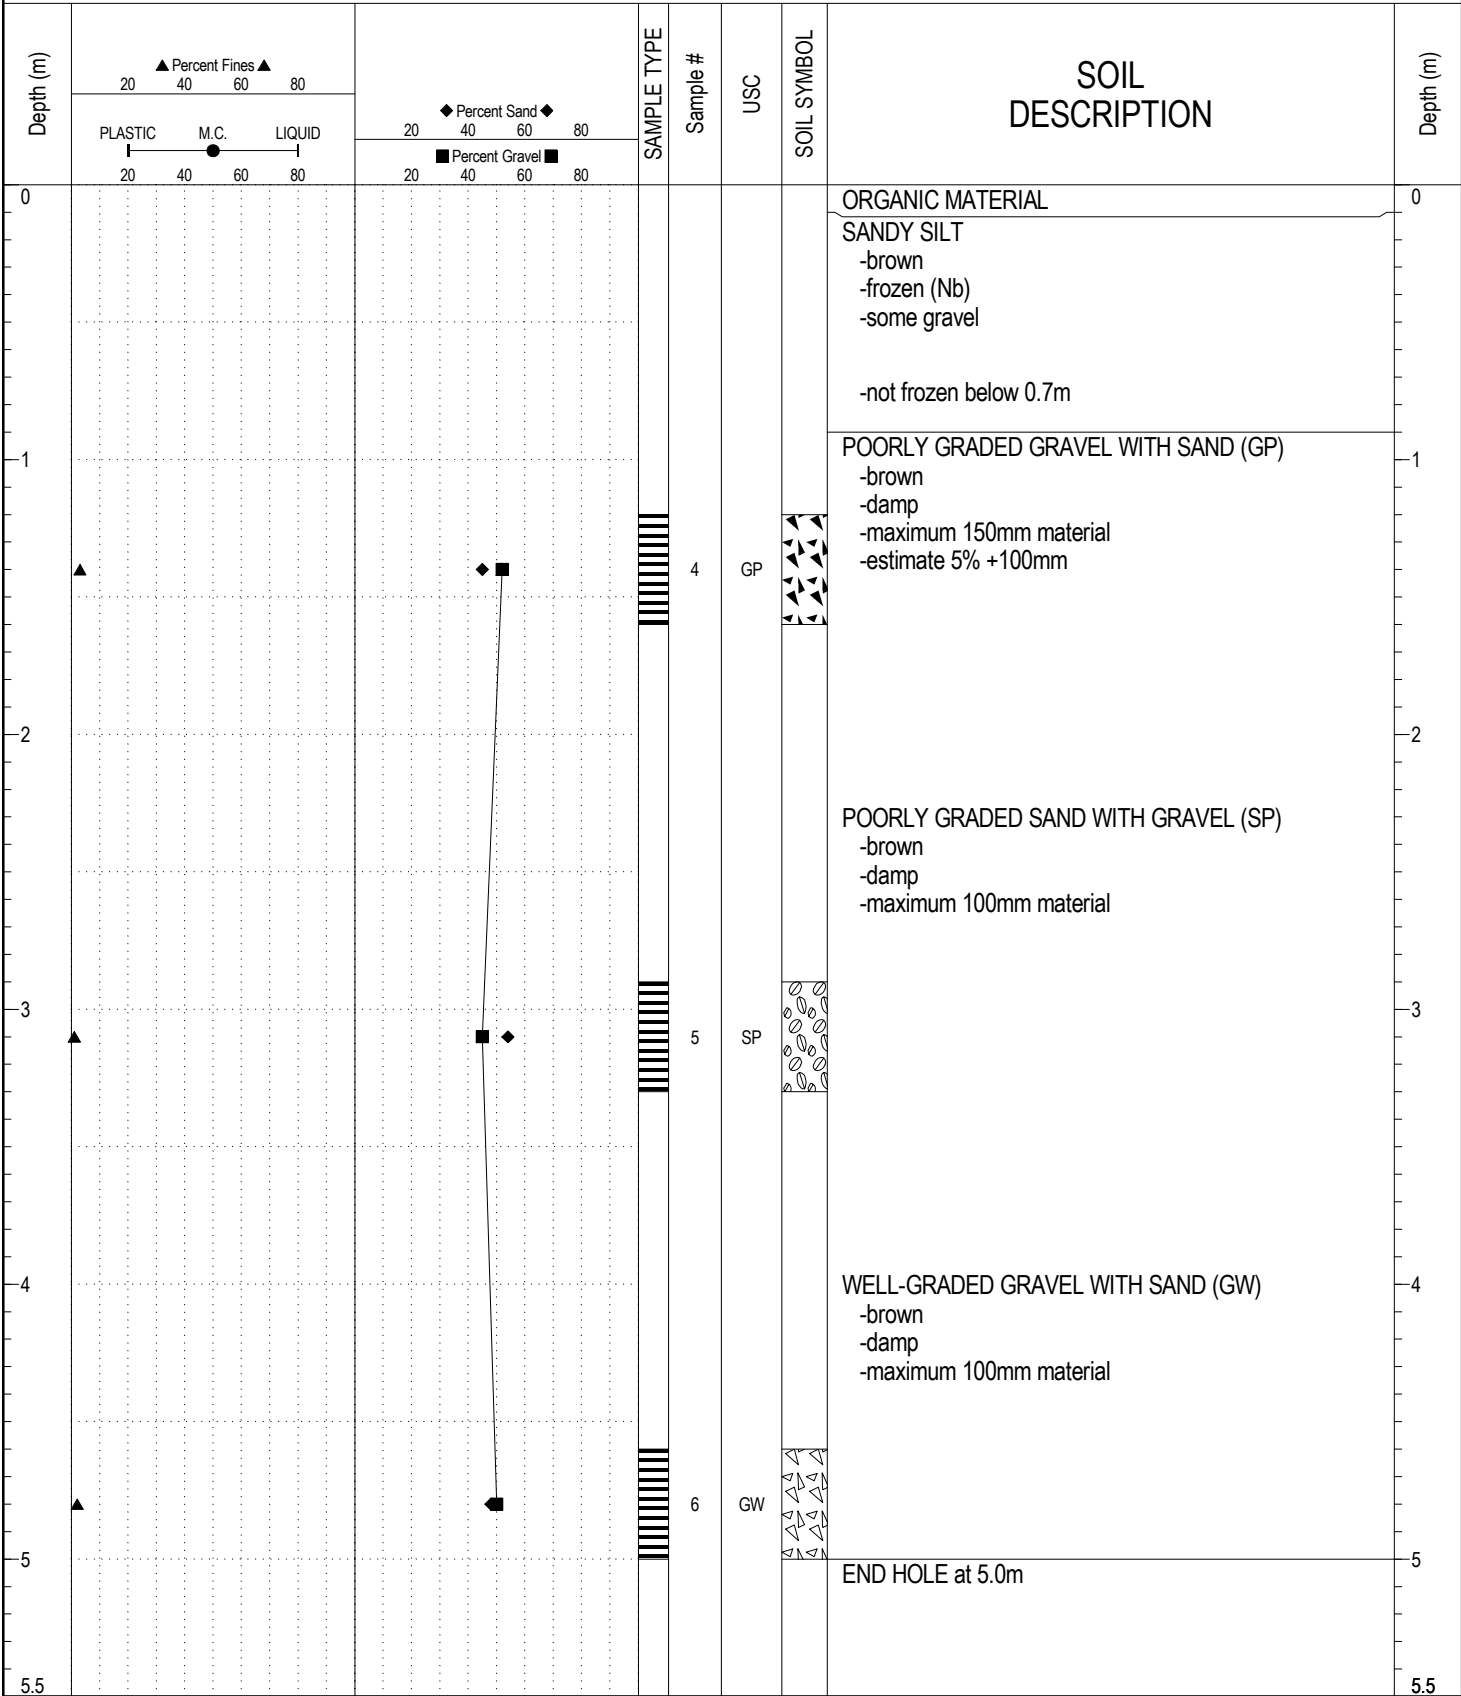 Depth (m)
▲ Percent Fines ▲
20 40 60 80
PLASTIC M.C. LIQUID
20 40 60 80
◆ Percent Sand ◆
20 40 60 80
■ Percent Gravel ■
20 40 60 80
SAMPLE TYPE
Sample #
USC
SOIL SYMBOL
SOIL
DESCRIPTION
Depth (m)
0 0
ORGANIC MATERIAL
SANDY SILT
-brown
-frozen (Nb)
-some gravel
-not frozen below 0.7m
POORLY GRADED GRAVEL WITH SAND (GP)
1 1
-brown
-damp
-maximum 150mm material
-estimate 5% +100mm
4 GP
2 2
POORLY GRADED SAND WITH GRAVEL (SP)
-brown
-damp
-maximum 100mm material
3 3
5 SP
4 4
WELL-GRADED GRAVEL WITH SAND (GW)
-brown
-damp
-maximum 100mm material
6 GW
5 5
END HOLE at 5.0m
5.5 5.5